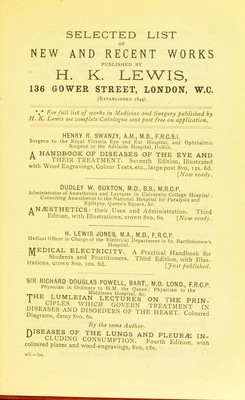 SELECTED LIST
OF
NEW AND RECENT WORKS
PUBLISHED BY
H. K. LEWIS,
136 GOWER STREET, LONDON, W.C.
(ESTABLISHED 1844).
*** For full list of works in Medicine and Surgery published by
H. K. Lewis see complete Catalogue sent post free on application.
HENRY R. SWANZY, A.M., M.B., F.R.C.S.I.
Surgeon to the Royal Victoria Eye and Ear Hospital, and Ophthalmic
Surgeon to the Adelaide Hospital, Dublin.
A HANDBOOK OF DISEASES OF THE EYE AND
THEIR TREATMENT. Seventh Edition, Illustrated
with Wood Engravings, Colour Tests, etc., large post 8vo, 12s. 6d.
[Now ready.
DUDLEY W. BUXTON, M.D., B.S., M.R.C.P.
Administrator of Anæsthetics and Lecturer in University College Hospital;
Consulting Anæsthetist to the National Hospital for Paralysis and
Epilepsy, Queen's Square, &c.
ANÆSTHETICS: their Uses and Administration. Third
Edition, with Illustrations, crown 8vo, 6s. [Now ready.
H. LEWIS JONES, M.A., M.D., F.R.C.P.
Medical Officer in Charge of the Electrical Department in St. Bartholomew's
Hospital.
MEDICAL ELECTRICITY. A Practical Handbook for
Students and Practitioners. Third Edition, with Illus-
trations, crown 8vo, 10s. 6d. [Just published.
SIR RICHARD DOUGLAS POWELL, BART., M.D. LOND., F.R.C.P.
Physician in Ordinary to H.M. the Queen; Physician to the
Middlesex Hospital, &c.
THE LUMLEIAN LECTURES ON THE PRIN-
CIPLES WHICH GOVERN TREATMENT IN
DISEASES AND DISORDERS OF THE HEART. Coloured
Diagrams, demy 8vo, 6s.
By the same Author.
DISEASES OF THE LUNGS AND PLEURÆ IN-
CLUDING CONSUMPTION. Fourth Edition, with
coloured plates and wood-engravings, 8vo, 18s.